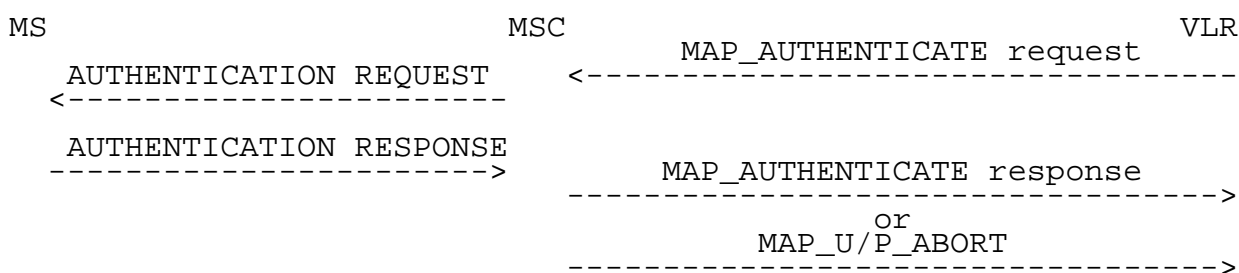 MS MSC VLR
MAP_AUTHENTICATE request
AUTHENTICATION REQUEST
AUTHENTICATION RESPONSE
MAP_AUTHENTICATE response
or
MAP_U/P_ABORT